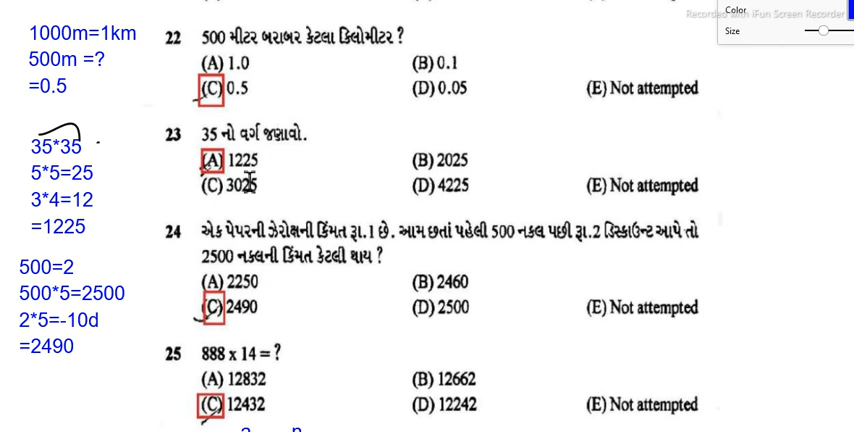 Color
Recorded with iFun Screen Recorder
Size
1000m=1km
500m =?
=0.5
22 500 મીટર બરાબર કેટલા કિલોમીટર ?
(A) 1.0 (B) 0.1
(C) 0.5 (D) 0.05 (E) Not attempted
35*35
5*5=25
3*4=12
=1225
23 35 નો વર્ગ જણાવો.
(A) 1225 (B) 2025
(C) 3025 (D) 4225 (E) Not attempted
500=2
500*5=2500
2*5=-10d
=2490
24 એક પેપરની ઝેરોક્ષની કિંમત રૂા.1 છે. આમ છતાં પહેલી 500 નકલ પછી રૂા.2 ડિસ્કાઉન્ટ આપે તો
2500 નકલની કિંમત કેટલી થાય ?
(A) 2250 (B) 2460
(C) 2490 (D) 2500 (E) Not attempted
25 888 x 14 = ?
(A) 12832 (B) 12662
(C) 12432 (D) 12242 (E) Not attempted